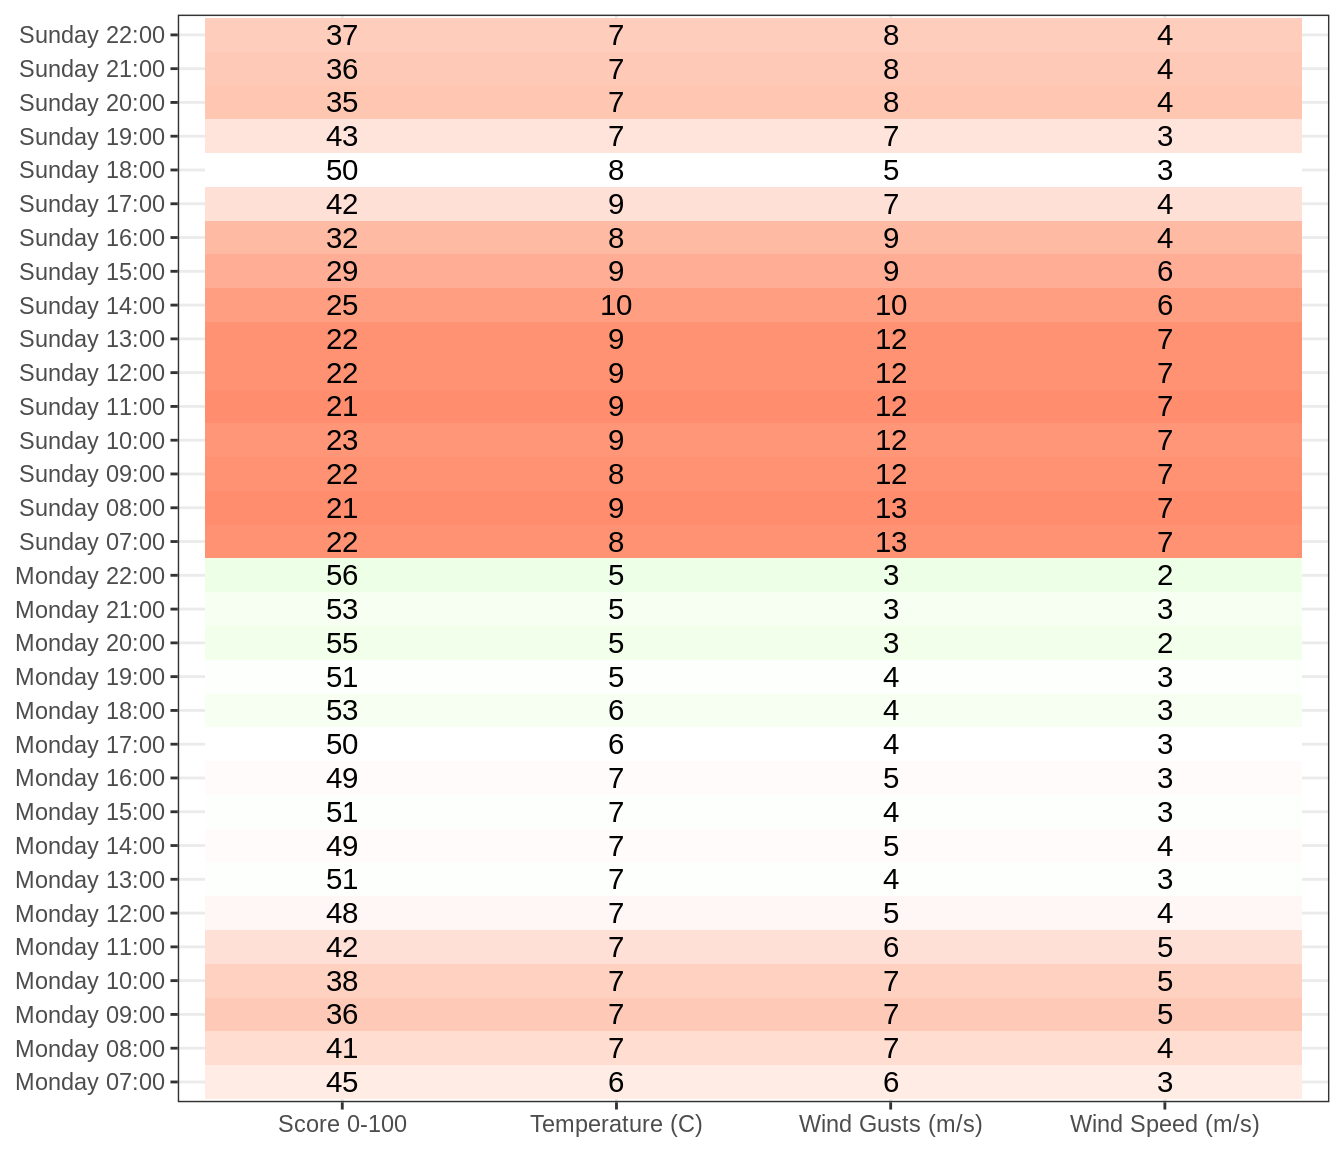 Sunday 22:00 37 7 8 4
Sunday 21:00 36 7 8 4
Sunday 20:00 35 7 8 4
Sunday 19:00 43 7 7 3
Sunday 18:00 50 8 5 3
Sunday 17:00 42 9 7 4
Sunday 16:00 32 8 9 4
Sunday 15:00 29 9 9 6
Sunday 14:00 25 10 10 6
Sunday 13:00 22 9 12 7
Sunday 12:00 22 9 12 7
Sunday 11:00 21 9 12 7
Sunday 10:00 23 9 12 7
Sunday 09:00 22 8 12 7
Sunday 08:00 21 9 13 7
Sunday 07:00 22 8 13 7
Monday 22:00 56 5 3 2
Monday 21:00 53 5 3 3
Monday 20:00 55 5 3 2
Monday 19:00 51 5 4 3
Monday 18:00 53 6 4 3
Monday 17:00 50 6 4 3
Monday 16:00 49 7 5 3
Monday 15:00 51 7 4 3
Monday 14:00 49 7 5 4
Monday 13:00 51 7 4 3
Monday 12:00 48 7 5 4
Monday 11:00 42 7 6 5
Monday 10:00 38 7 7 5
Monday 09:00 36 7 7 5
Monday 08:00 41 7 7 4
Monday 07:00 45 6 6 3
Score 0-100 Temperature (C) Wind Gusts (m/s) Wind Speed (m/s)